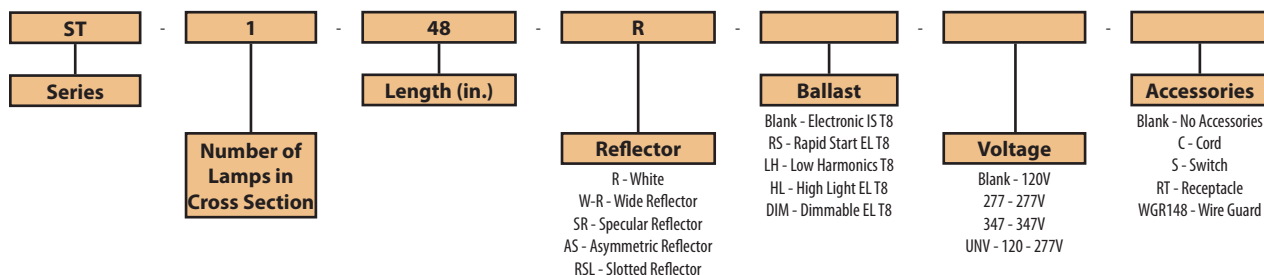 ST - 1 - 48 - R - - -
Series
Number of
Lamps in
Cross Section
Length (in.)
Reflector
R - White
W-R - Wide Reflector
SR - Specular Reflector
AS - Asymmetric Reflector
RSL - Slotted Reflector
Ballast
Blank - Electronic IS T8
RS - Rapid Start EL T8
LH - Low Harmonics T8
HL - High Light EL T8
DIM - Dimmable EL T8
Voltage
Blank - 120V
277 - 277V
347 - 347V
UNV - 120 - 277V
Accessories
Blank - No Accessories
C - Cord
S - Switch
RT - Receptacle
WGR148 - Wire Guard